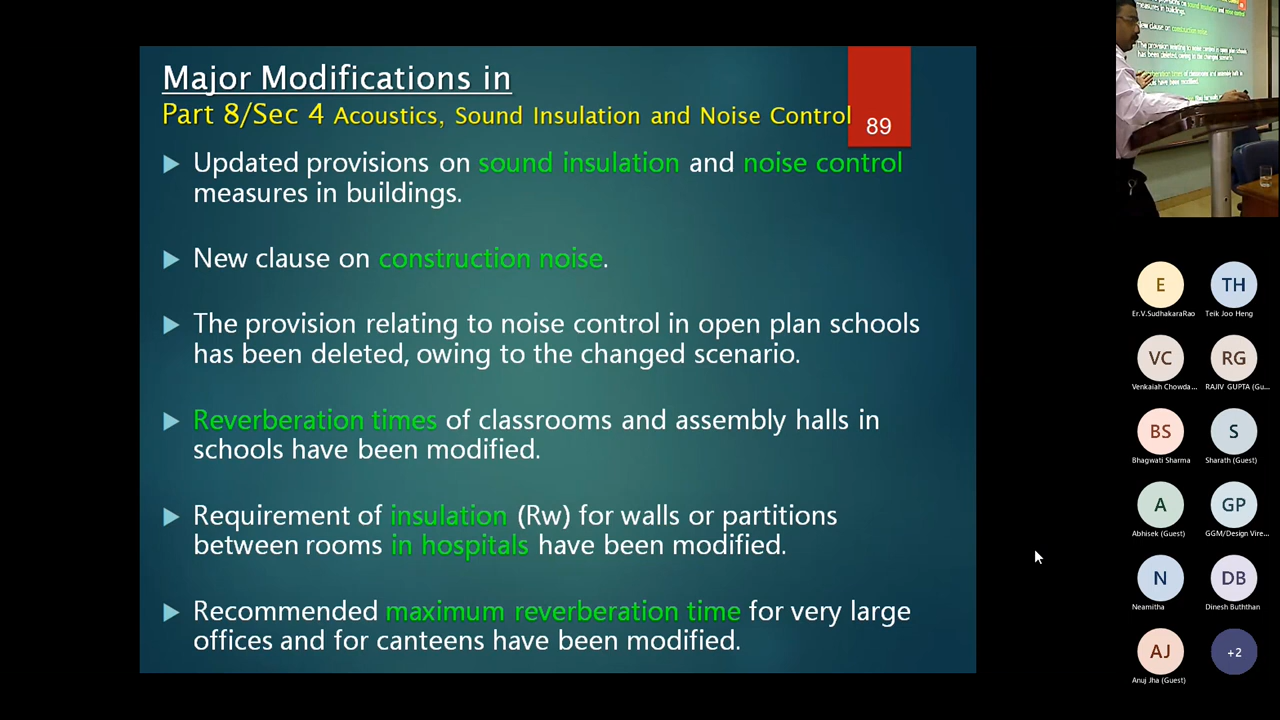 Major Modifications in
Part 8/Sec 4 Acoustics, Sound Insulation and Noise Control
89
Updated provisions on sound insulation and noise control
measures in buildings.
New clause on construction noise.
The provision relating to noise control in open plan schools
has been deleted, owing to the changed scenario.
Reverberation times of classrooms and assembly halls in
schools have been modified.
Requirement of insulation (Rw) for walls or partitions
between rooms in hospitals have been modified.
Recommended maximum reverberation time for very large
offices and for canteens have been modified.
E
TH
Er.V.SudhakaraRao
Teik Joo Heng
VC
RG
Venkaiah Chowda...
RAJIV GUPTA (Gu...
BS
S
Bhagwati Sharma
Sharath (Guest)
A
GP
Abhisek (Guest)
GGM/Design Vire...
N
DB
Neamitha
Dinesh Buththan
AJ
+2
Anuj Jha (Guest)